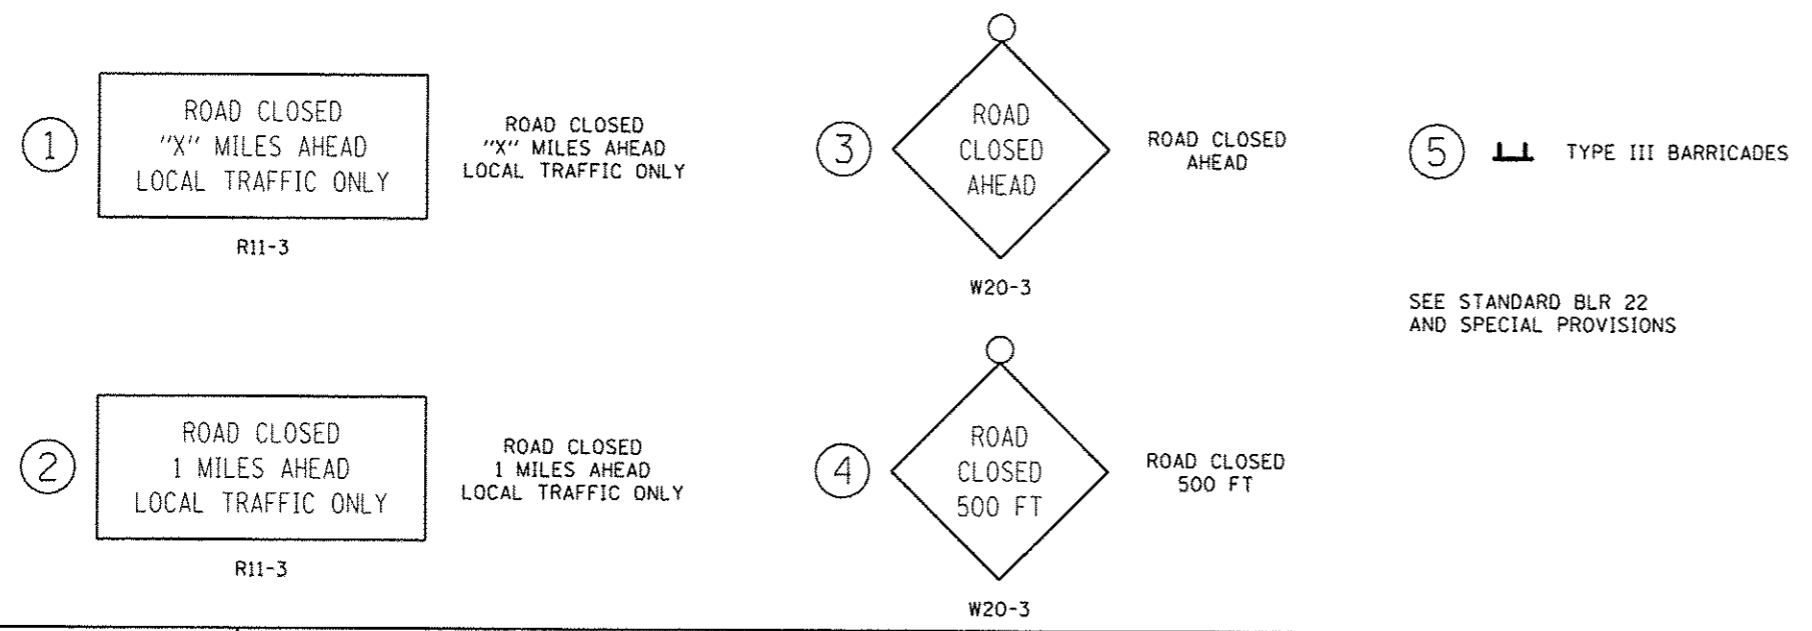 1
ROAD CLOSED
"X" MILES AHEAD
LOCAL TRAFFIC ONLY
R11-3
ROAD CLOSED
"X" MILES AHEAD
LOCAL TRAFFIC ONLY
3
ROAD
CLOSED
AHEAD
W20-3
ROAD CLOSED
AHEAD
5
TYPE III BARRICADES
SEE STANDARD BLR 22
AND SPECIAL PROVISIONS
2
ROAD CLOSED
1 MILES AHEAD
LOCAL TRAFFIC ONLY
R11-3
ROAD CLOSED
1 MILES AHEAD
LOCAL TRAFFIC ONLY
4
ROAD
CLOSED
500 FT
W20-3
ROAD CLOSED
500 FT